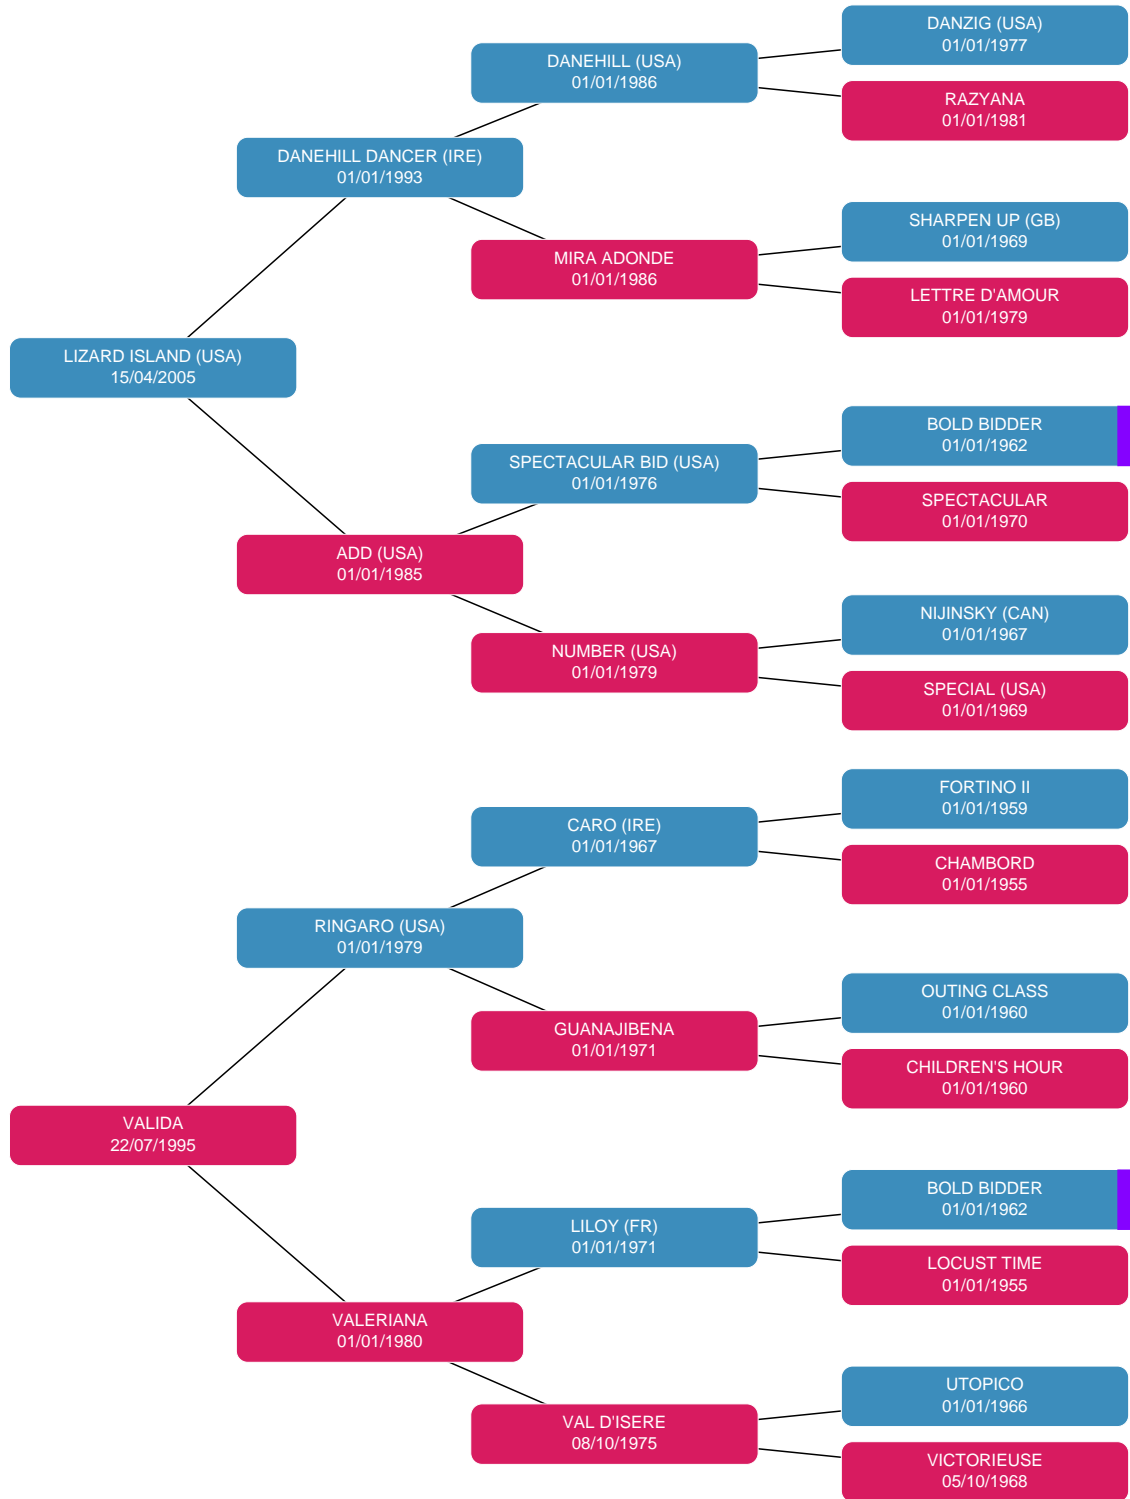 DANZIG (USA)
01/01/1977
DANEHILL (USA)
01/01/1986
RAZYANA
01/01/1981
DANEHILL DANCER (IRE)
01/01/1993
SHARPEN UP (GB)
01/01/1969
MIRA ADONDE
01/01/1986
LETTRE D'AMOUR
01/01/1979
LIZARD ISLAND (USA)
15/04/2005
BOLD BIDDER
01/01/1962
SPECTACULAR BID (USA)
01/01/1976
SPECTACULAR
01/01/1970
ADD (USA)
01/01/1985
NIJINSKY (CAN)
01/01/1967
NUMBER (USA)
01/01/1979
SPECIAL (USA)
01/01/1969
FORTINO II
01/01/1959
CARO (IRE)
01/01/1967
CHAMBORD
01/01/1955
RINGARO (USA)
01/01/1979
OUTING CLASS
01/01/1960
GUANAJIBENA
01/01/1971
CHILDREN'S HOUR
01/01/1960
VALIDA
22/07/1995
BOLD BIDDER
01/01/1962
LILOY (FR)
01/01/1971
LOCUST TIME
01/01/1955
VALERIANA
01/01/1980
UTOPICO
01/01/1966
VAL D'ISERE
08/10/1975
VICTORIEUSE
05/10/1968